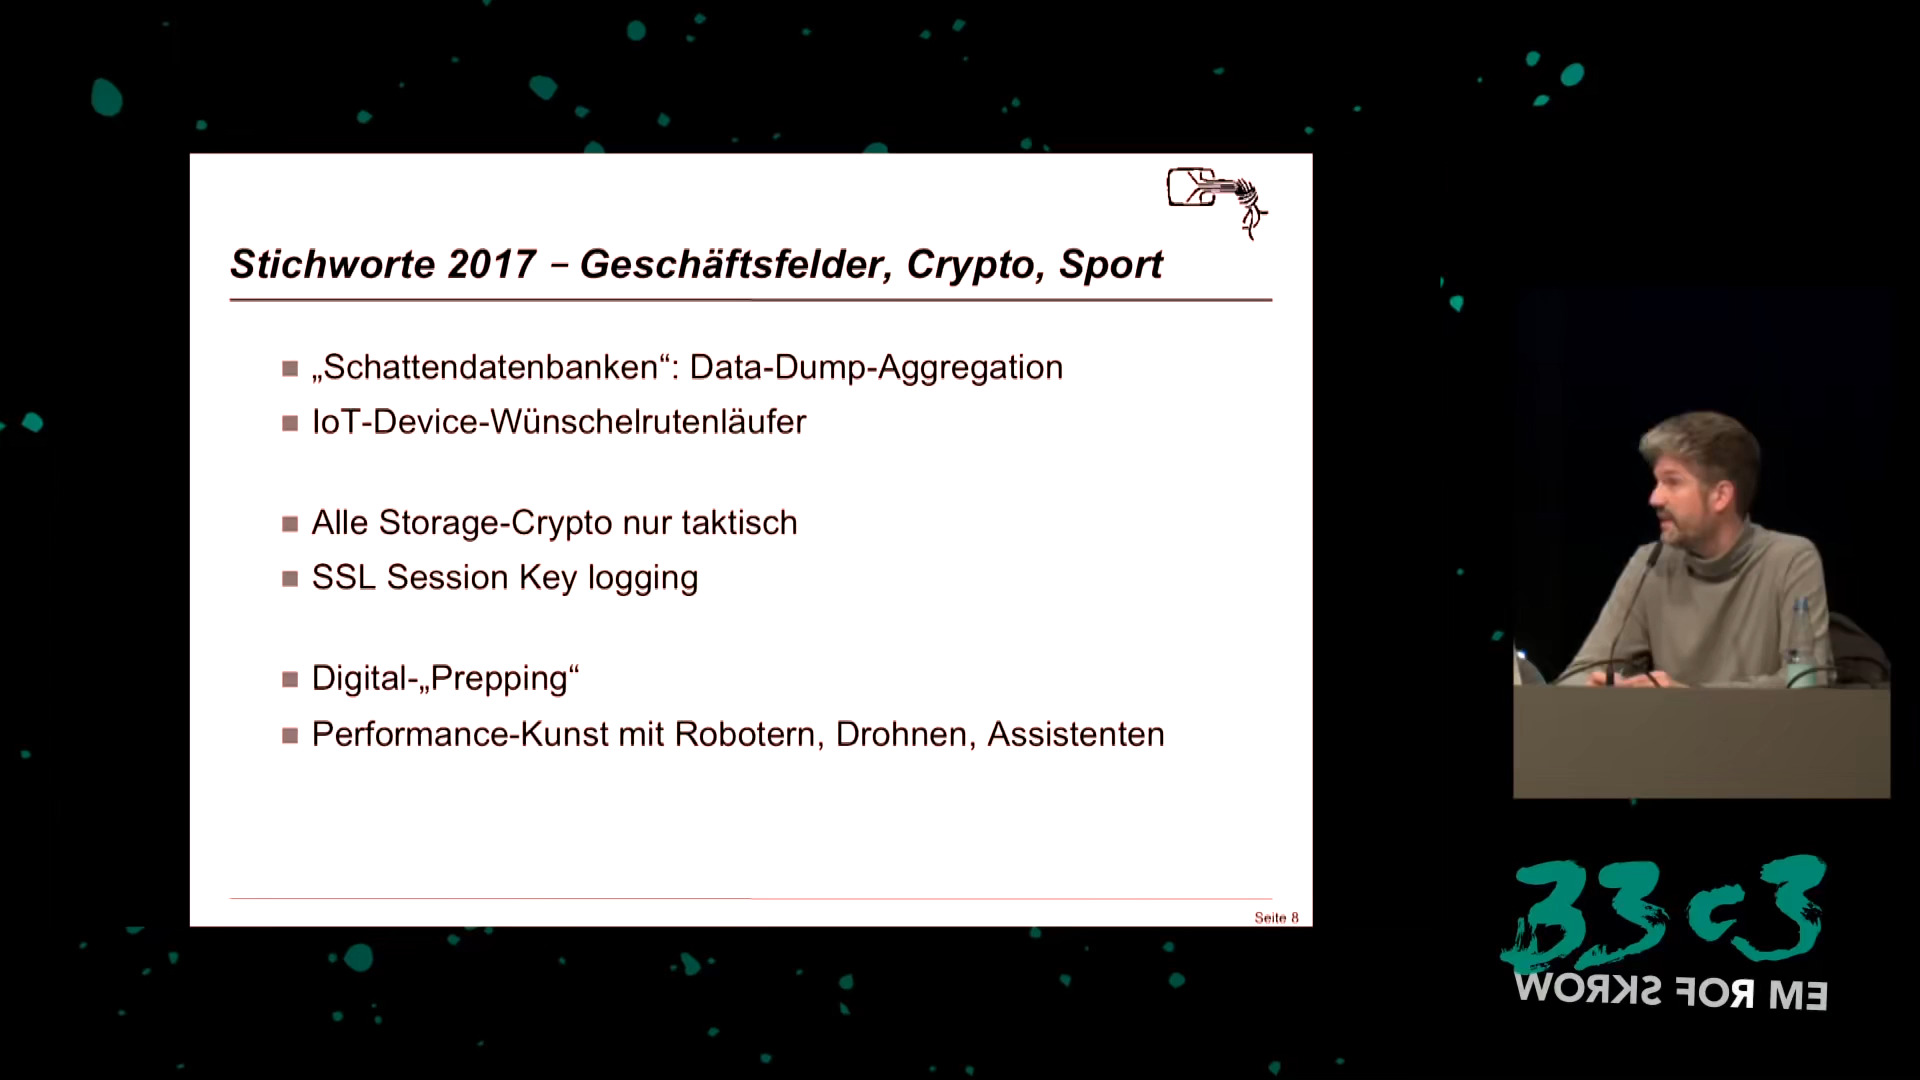 Stichworte 2017 – Geschäftsfelder, Crypto, Sport
„Schattendatenbanken“: Data-Dump-Aggregation
IoT-Device-Wünschelrutenläufer
Alle Storage-Crypto nur taktisch
SSL Session Key logging
Digital-„Prepping“
Performance-Kunst mit Robotern, Drohnen, Assistenten
Seite 8
33c3
WORKS FOR ME